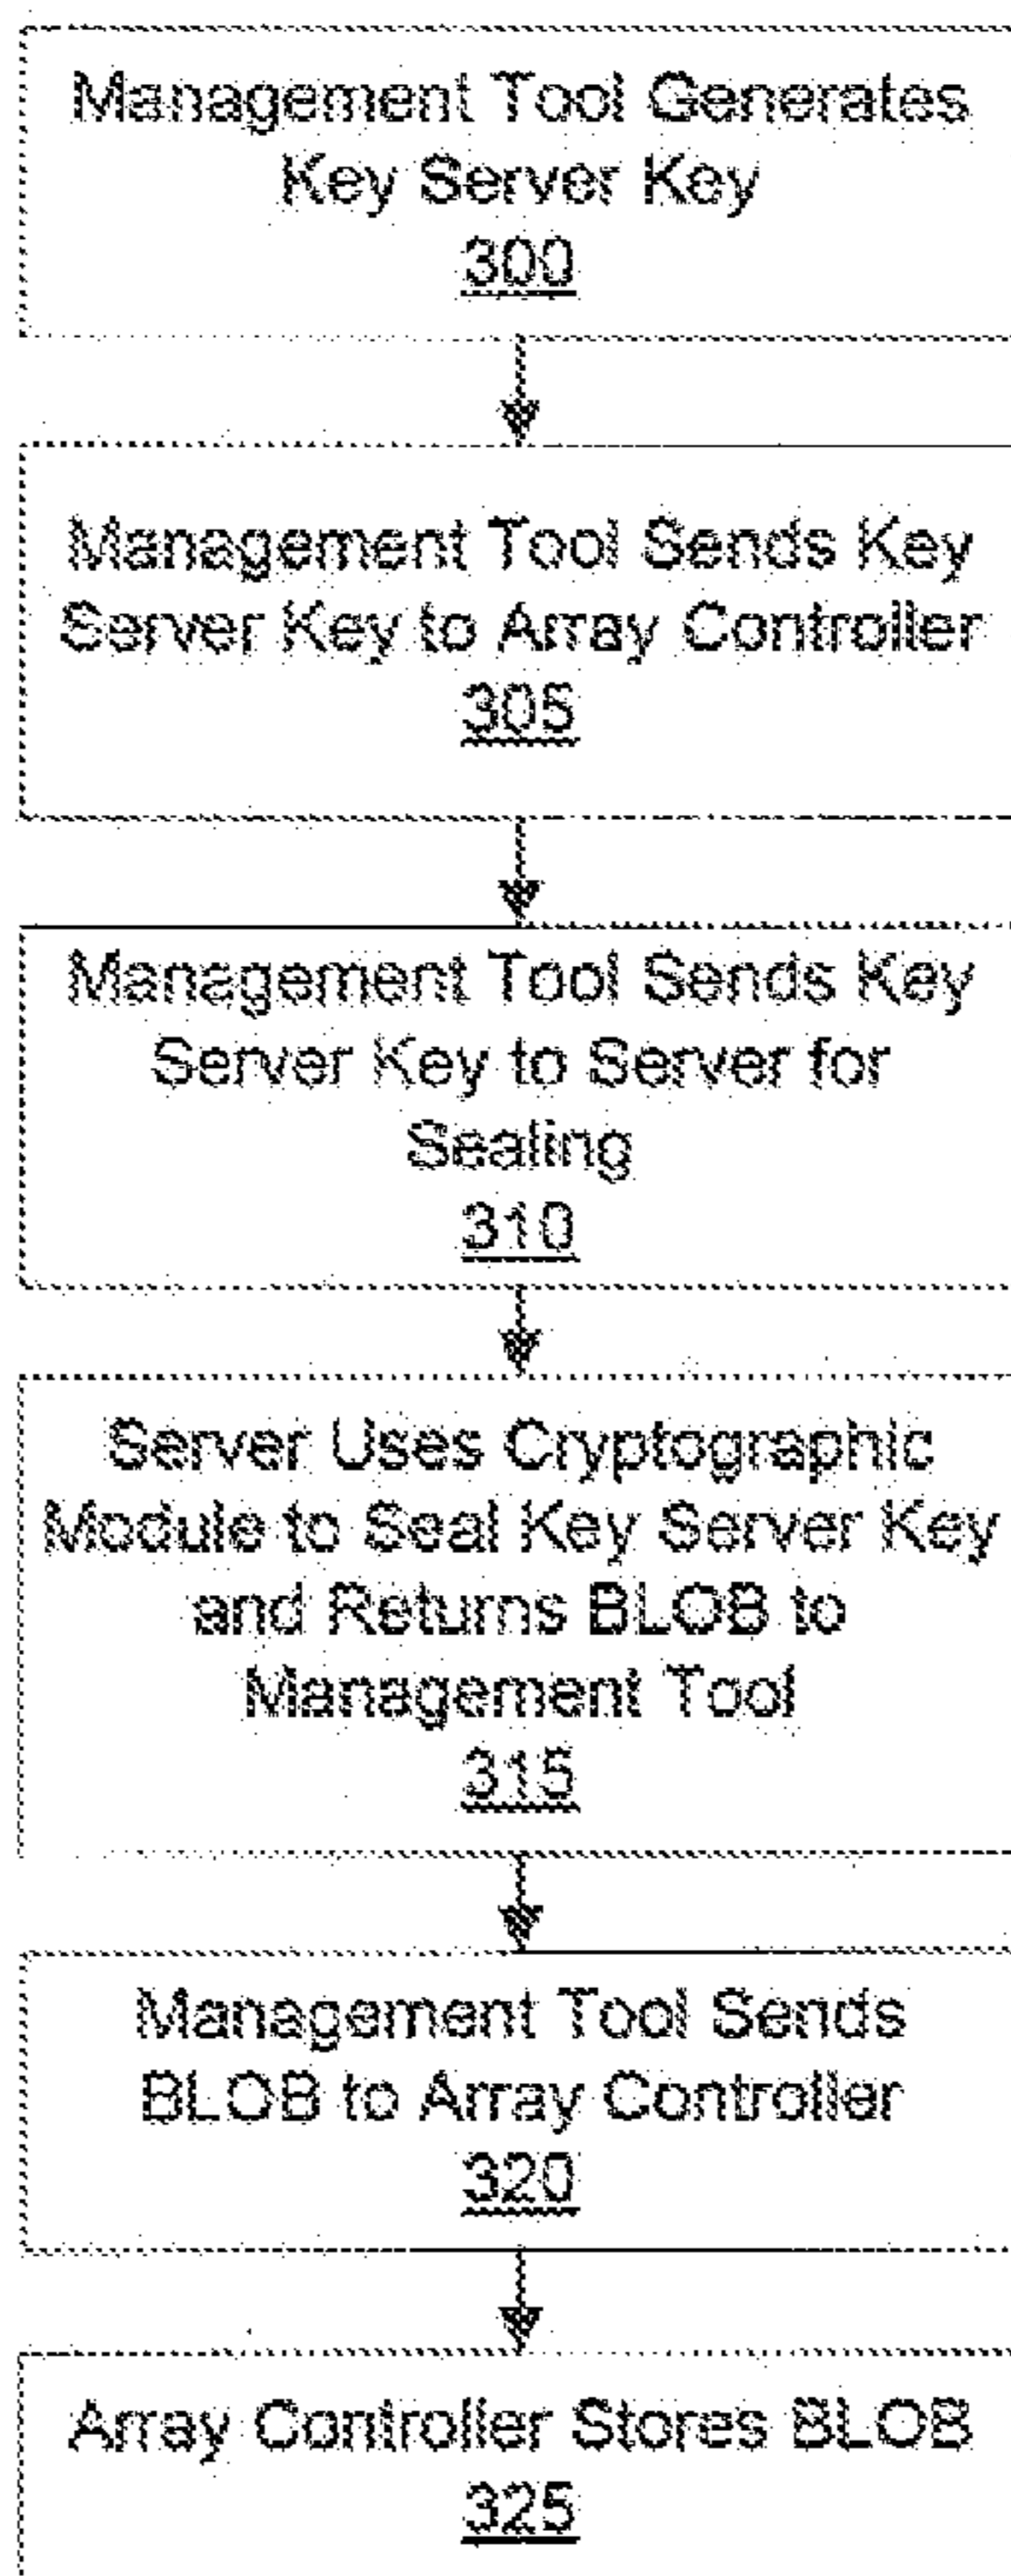 Management Tool Generates
Key Server Key
300
Management Tool Sends Key
Server Key to Array Controller
305
Management Tool Sends Key
Server Key to Server for
Sealing
310
Server Uses Cryptographic
Module to Seal Key Server Key
and Returns BLOB to
Management Tool
315
Management Tool Sends
BLOB to Array Controller
320
Array Controller Stores BLOB
325